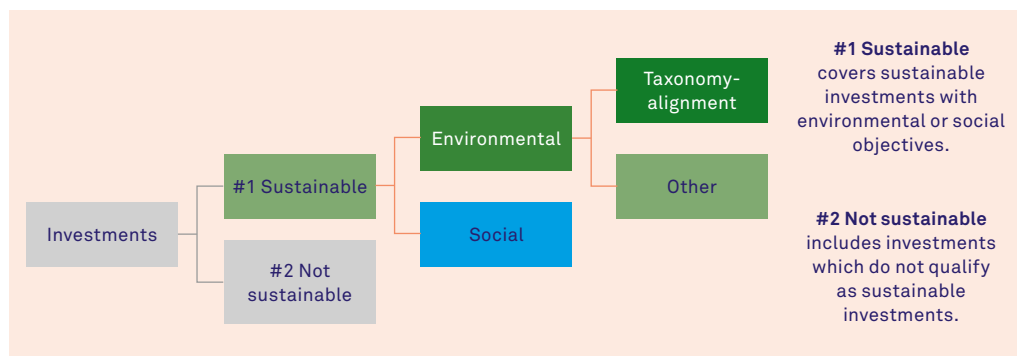 Investments
#1 Sustainable
#2 Not
sustainable
Environmental
Social
Taxonomy-
alignment
Other
#1 Sustainable
covers sustainable
investments with
environmental or social
objectives.
#2 Not sustainable
includes investments
which do not qualify
as sustainable
investments.